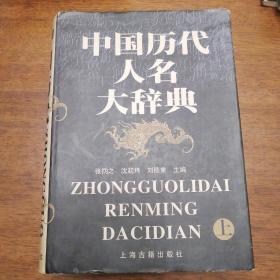 中国历代
人名
大辞典
张㧑之 沈起炜 刘德重 主编
ZHONGGUOLIDAI
RENMING
DACIDIAN
上
上海古籍出版社